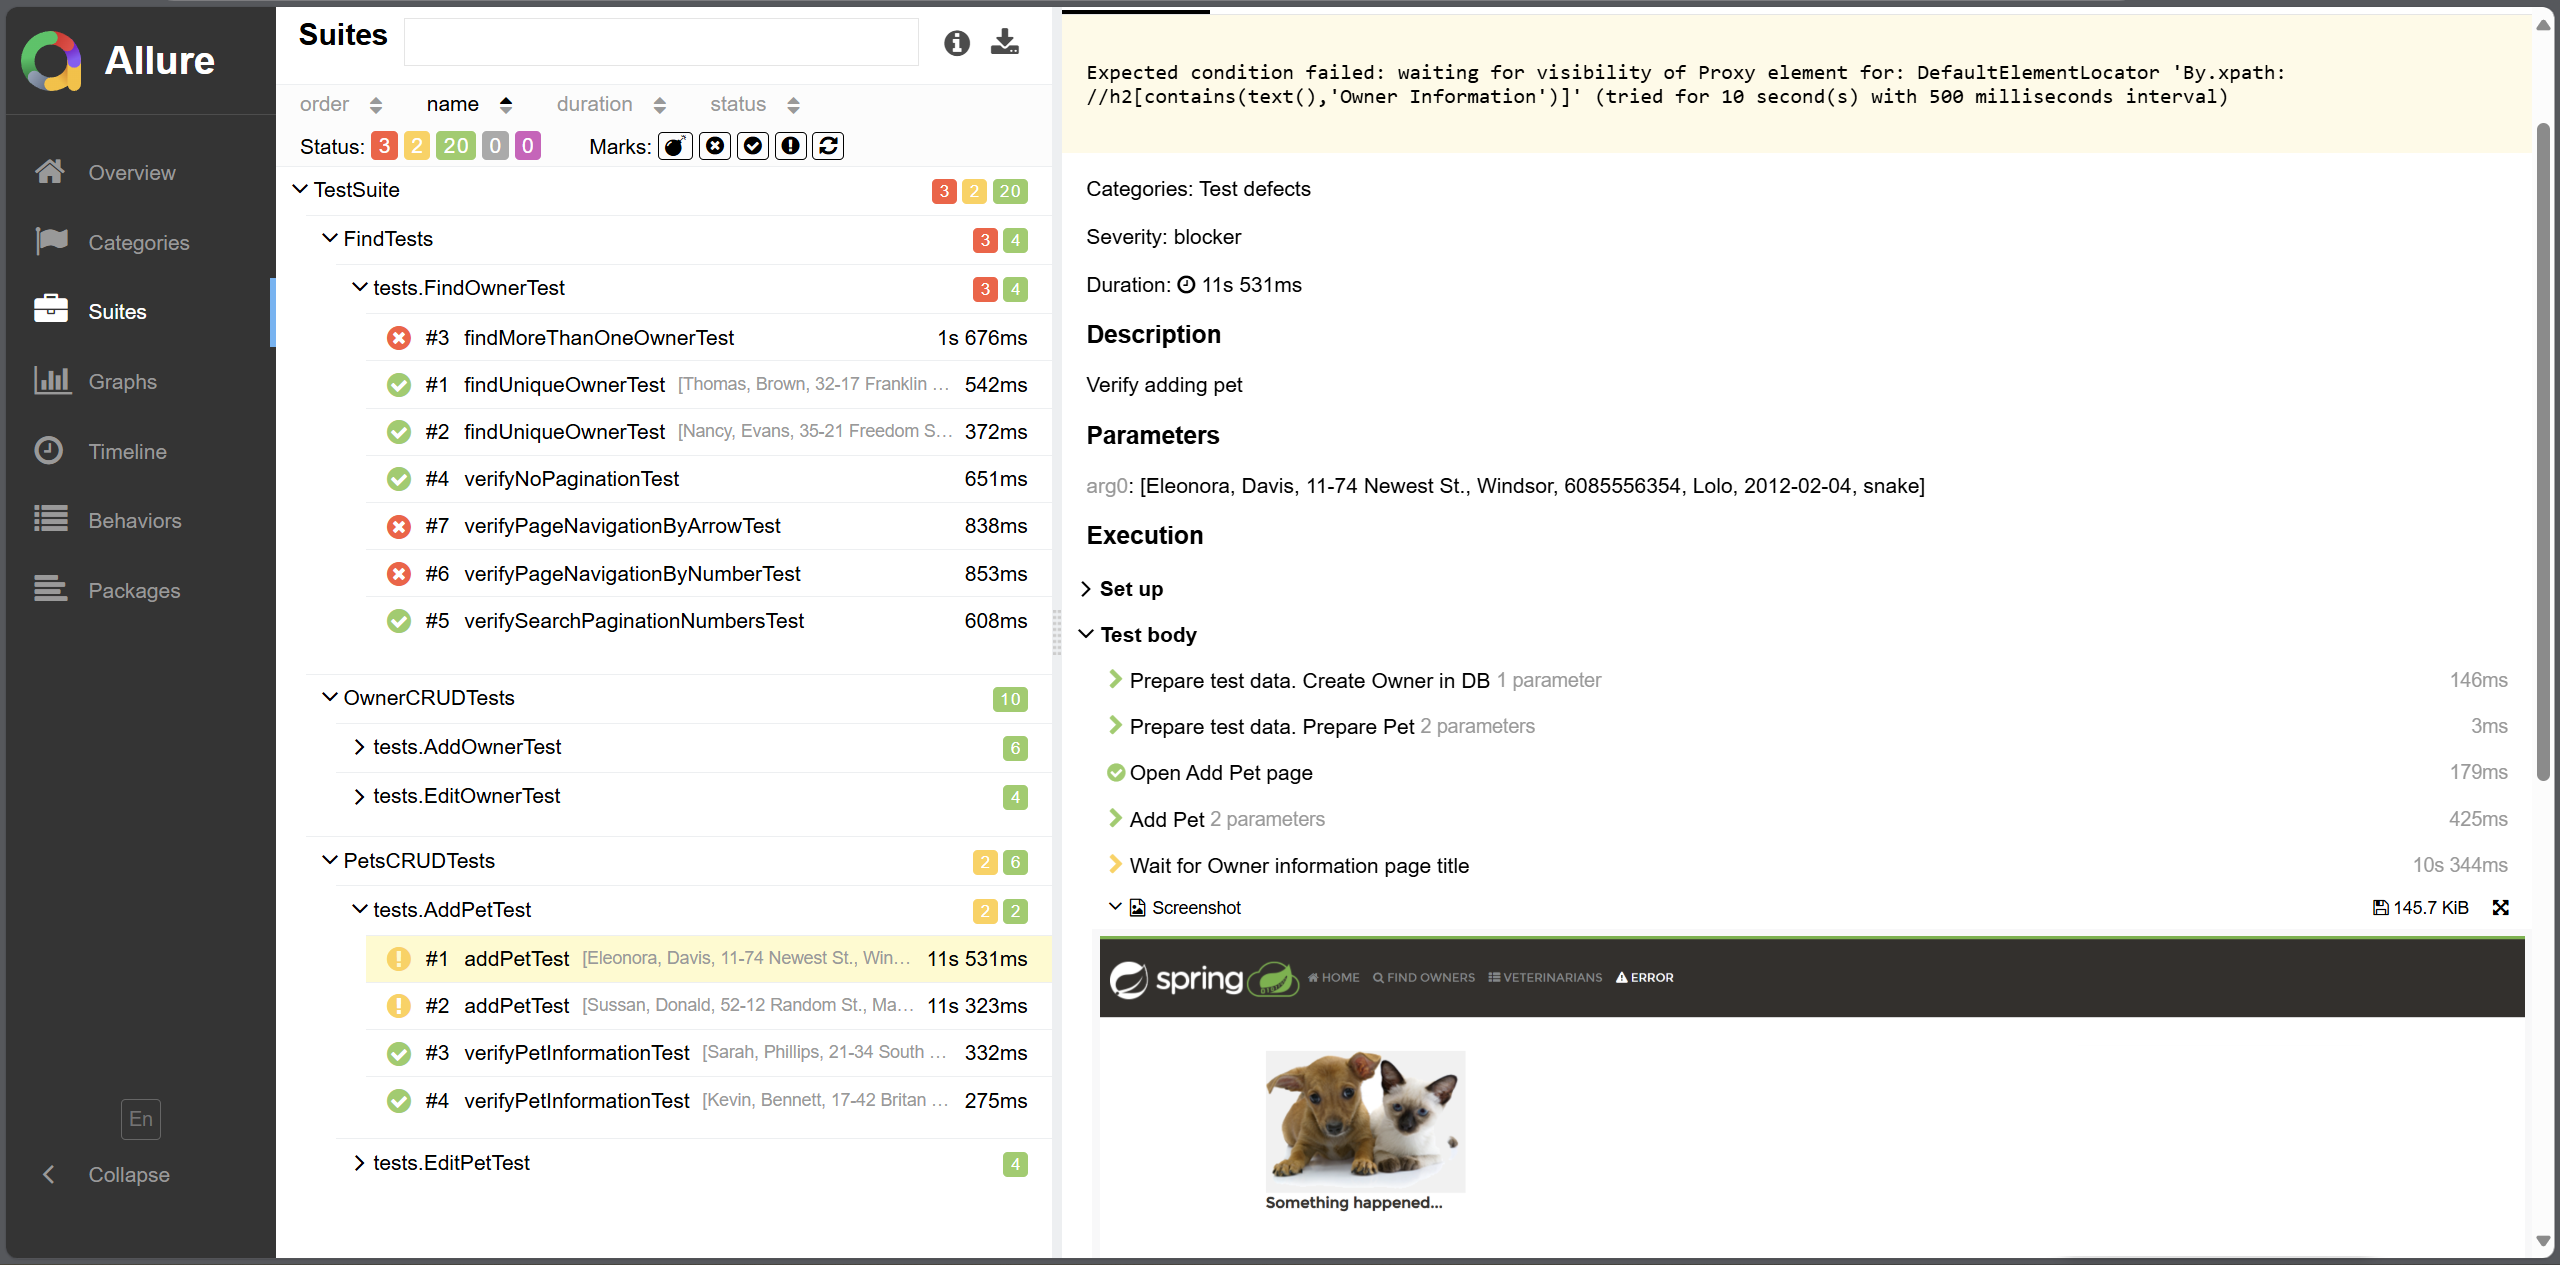 Allure
Overview
Categories
Suites
Graphs
Timeline
Behaviors
Packages
En
Collapse
Suites
order name duration status
Status: 3 2 20 0 0 Marks:
TestSuite 3 2 20
FindTests 3 4
tests.FindOwnerTest 3 4
#3 findMoreThanOneOwnerTest 1s 676ms
#1 findUniqueOwnerTest [Thomas, Brown, 32-17 Franklin … 542ms
#2 findUniqueOwnerTest [Nancy, Evans, 35-21 Freedom S… 372ms
#4 verifyNoPaginationTest 651ms
#7 verifyPageNavigationByArrowTest 838ms
#6 verifyPageNavigationByNumberTest 853ms
#5 verifySearchPaginationNumbersTest 608ms
OwnerCRUDTests 10
tests.AddOwnerTest 6
tests.EditOwnerTest 4
PetsCRUDTests 2 6
tests.AddPetTest 2 2
#1 addPetTest [Eleonora, Davis, 11-74 Newest St., Win… 11s 531ms
#2 addPetTest [Sussan, Donald, 52-12 Random St., Ma… 11s 323ms
#3 verifyPetInformationTest [Sarah, Phillips, 21-34 South … 332ms
#4 verifyPetInformationTest [Kevin, Bennett, 17-42 Britan … 275ms
tests.EditPetTest 4
Expected condition failed: waiting for visibility of Proxy element for: DefaultElementLocator 'By.xpath:
//h2[contains(text(),'Owner Information')]' (tried for 10 second(s) with 500 milliseconds interval)
Categories: Test defects
Severity: blocker
Duration: 11s 531ms
Description
Verify adding pet
Parameters
arg0: [Eleonora, Davis, 11-74 Newest St., Windsor, 6085556354, Lolo, 2012-02-04, snake]
Execution
Set up
Test body
Prepare test data. Create Owner in DB 1 parameter 146ms
Prepare test data. Prepare Pet 2 parameters 3ms
Open Add Pet page 179ms
Add Pet 2 parameters 425ms
Wait for Owner information page title 10s 344ms
Screenshot 145.7 KiB
spring HOME FIND OWNERS VETERINARIANS ERROR
Something happened...